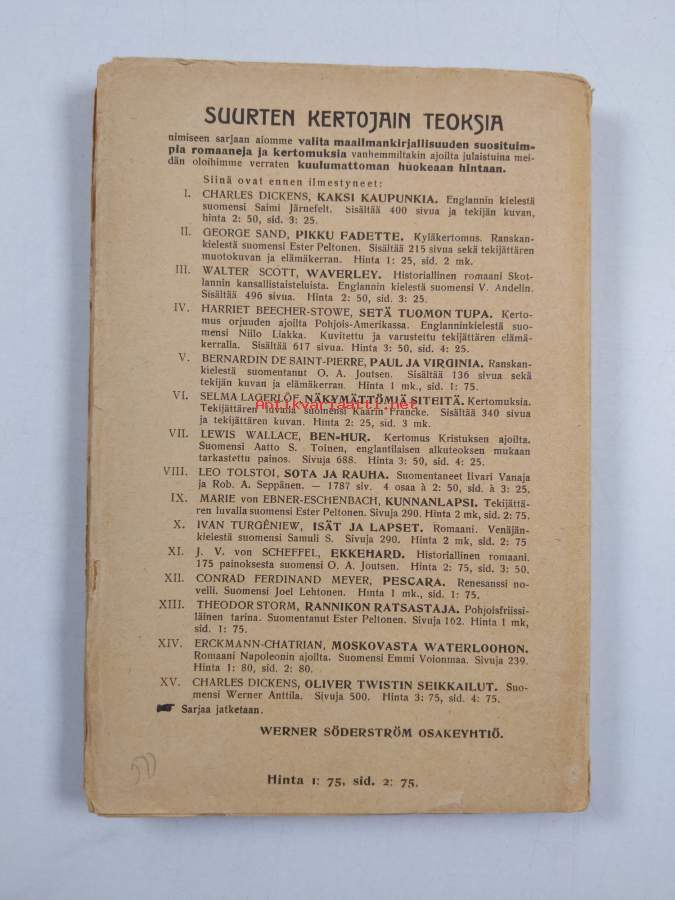 SUURTEN KERTOJAIN TEOKSIA
nimiseen sarjaan aiomme valita maailmankirjallisuuden suosituim-
pia romaaneja ja kertomuksia vanhemmiltakin ajoilta julaistuina mei-
dän oloihimme verraten kuulumattoman huokeaan hintaan.
Siinä ovat ennen ilmestyneet:
I. CHARLES DICKENS, KAKSI KAUPUNKIA. Englannin kielestä
suomensi Saimi Järnefelt. Sisältää 400 sivua ja tekijän kuvan,
hinta 2: 50, sid. 3: 25.
II. GEORGE SAND, PIKKU FADETTE. Kyläkertomus. Ranskan-
kielestä suomensi Ester Peltonen. Sisältää 215 sivua sekä tekijättären
muotokuvan ja elämäkerran. Hinta 1: 25, sid. 2 mk.
III. WALTER SCOTT, WAVERLEY. Historiallinen romaani Skot-
lannin kansallistaisteluista. Englannin kielestä suomensi V. Andelin.
Sisältää 496 sivua. Hinta 2: 50, sid. 3: 25.
IV. HARRIET BEECHER-STOWE, SETÄ TUOMON TUPA. Kerto-
mus orjuuden ajoilta Pohjois-Amerikassa. Englanninkielestä suo-
mensi Niilo Liakka. Kuvitettu ja varustettu tekijättären elämä-
kerralla. Sisältää 617 sivua. Hinta 3: 50, sid. 4: 25.
V. BERNARDIN DE SAINT-PIERRE, PAUL JA VIRGINIA. Ranskan-
kielestä suomentanut O. A. Joutsen. Sisältää 136 sivua sekä
tekijän kuvan ja elämäkerran. Hinta 1 mk., sid. 1: 75.
VI. SELMA LAGERLÖF, NÄKYMÄTTÖMIÄ SITEITÄ. Kertomuksia.
Antikvariaatti.net
Tekijättären luvalla suomensi Kaarin Francke. Sisältää 340 sivua
ja tekijättären kuvan. Hinta 2: 25, sid. 3 mk.
VII. LEWIS WALLACE, BEN-HUR. Kertomus Kristuksen ajoilta.
Suomensi Aatto S. Toinen, englantilaisen alkuteoksen mukaan
tarkastettu painos. Sivuja 688. Hinta 3: 50, sid. 4: 25.
VIII. LEO TOLSTOI, SOTA JA RAUHA. Suomentaneet Iivari Vanaja
ja Rob. A. Seppänen. — 1787 siv. 4 osaa à 2: 50, sid. à 3: 25.
IX. MARIE von EBNER-ESCHENBACH, KUNNANLAPSI. Tekijättä-
ren luvalla suomensi Ester Peltonen. Sivuja 290. Hinta 2 mk, sid. 2: 75.
X. IVAN TURGÉNIEW, ISÄT JA LAPSET. Romaani. Venäjän-
kielestä suomensi Samuli S. Sivuja 290. Hinta 2 mk, sid. 2: 75
XI. J. V. von SCHEFFEL, EKKEHARD. Historiallinen romaani.
175 painoksesta suomensi O. A. Joutsen. Hinta 2: 75, sid. 3: 50.
XII. CONRAD FERDINAND MEYER, PESCARA. Renesanssi no-
velli. Suomensi Joel Lehtonen. Hinta 1 mk., sid. 1: 75.
XIII. THEODOR STORM, RANNIKON RATSASTAJA. Pohjoisfriissi-
läinen tarina. Suomentanut Ester Peltonen. Sivuja 162. Hinta 1 mk,
sid. 1: 75.
XIV. ERCKMANN-CHATRIAN, MOSKOVASTA WATERLOOHON.
Romaani Napoleonin ajoilta. Suomensi Emmi Voionmaa. Sivuja 239.
Hinta 1: 80, sid. 2: 80.
XV. CHARLES DICKENS, OLIVER TWISTIN SEIKKAILUT. Suo-
mensi Werner Anttila. Sivuja 500. Hinta 3: 75, sid. 4: 75.
Sarjaa jatketaan.
WERNER SÖDERSTRÖM OSAKEYHTIÖ.
Hinta 1: 75, sid. 2: 75.